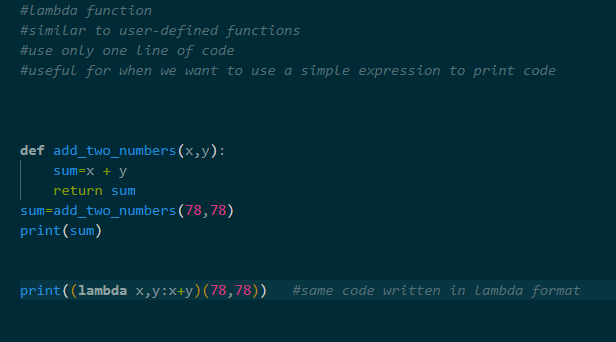 #lambda function
#similar to user-defined functions
#use only one line of code
#useful for when we want to use a simple expression to print code
def add_two_numbers(x,y):
    sum=x + y
    return sum
sum=add_two_numbers(78,78)
print(sum)
print((lambda x,y:x+y)(78,78))   #same code written in lambda format